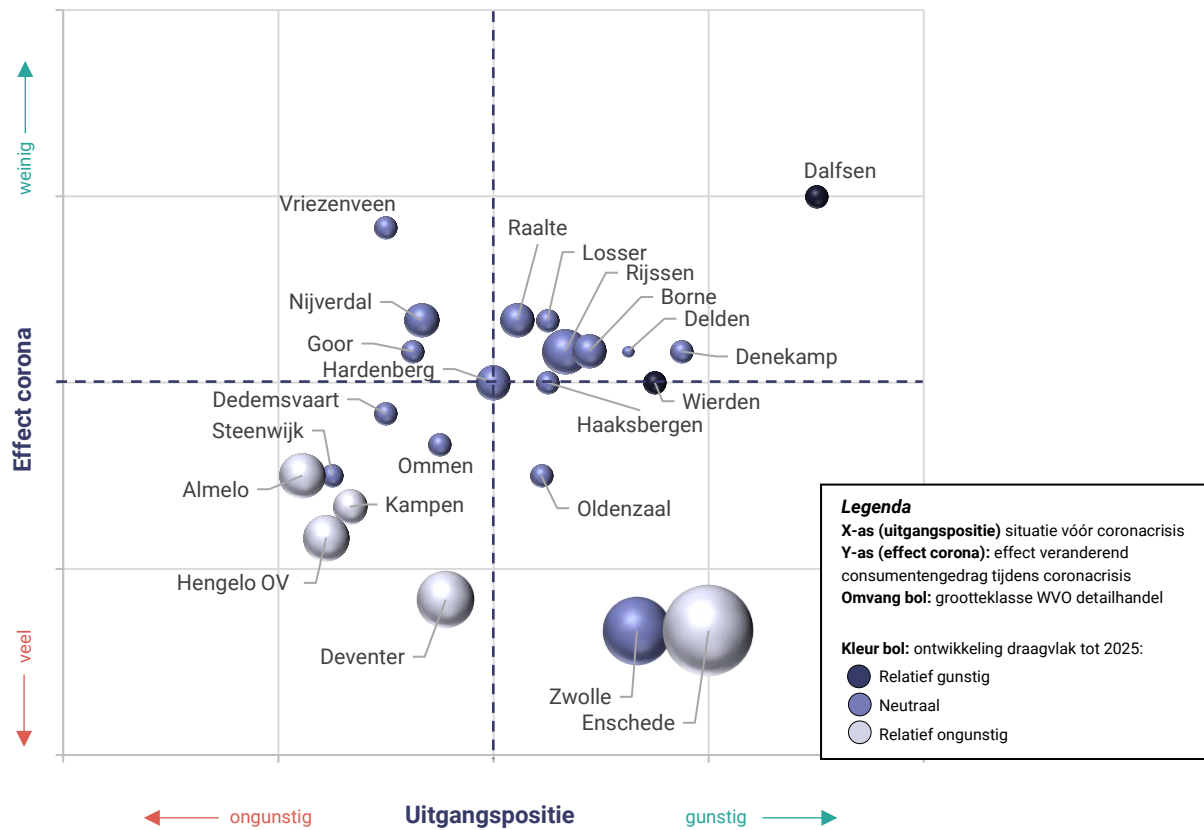 weinig
Effect corona
veel
Dalfsen
Vriezenveen
Raalte
Losser
Rijssen
Nijverdal
Borne
Delden
Goor
Denekamp
Hardenberg
Dedemsvaart
Wierden
Haaksbergen
Steenwijk
Ommen
Almelo
Kampen
Oldenzaal
Hengelo OV
Deventer
Zwolle
Enschede
Legenda
X-as (uitgangspositie) situatie vóór coronacrisis
Y-as (effect corona): effect veranderend
consumentengedrag tijdens coronacrisis
Omvang bol: grootteklasse WVO detailhandel
Kleur bol: ontwikkeling draagvlak tot 2025:
Relatief gunstig
Neutraal
Relatief ongunstig
ongunstig
Uitgangspositie
gunstig